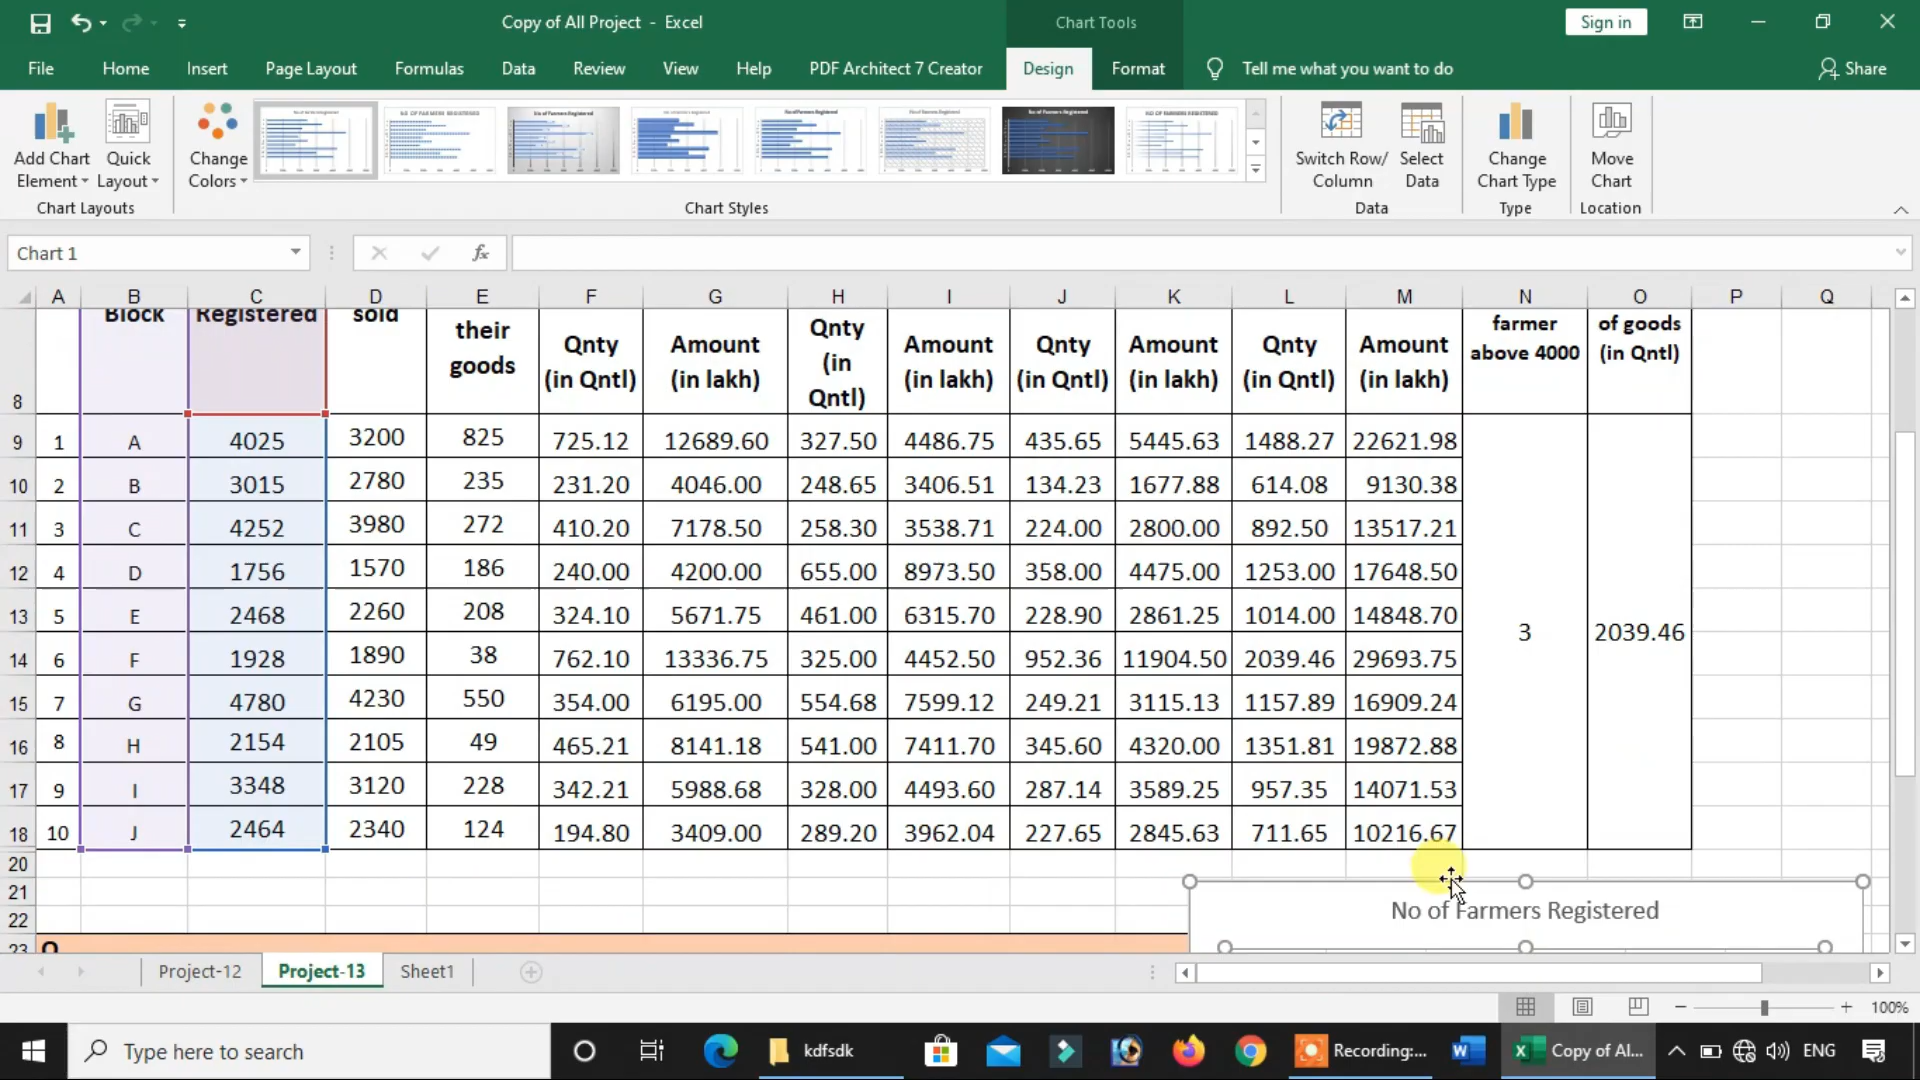 Copy of All Project - Excel
Chart Tools
Sign in
File Home Insert Page Layout Formulas Data Review View Help PDF Architect 7 Creator Design Format Tell me what you want to do Share
Add Chart Element Quick Layout
Change Colors
Switch Row/ Column Select Data
Change Chart Type
Move Chart
Chart Layouts Chart Styles Data Type Location
Chart 1 fx
A B C D E F G H I J K L M N O P Q
8 Block Registered sold their goods Qnty (in Qntl) Amount (in lakh) Qnty (in Qntl) Amount (in lakh) Qnty (in Qntl) Amount (in lakh) Qnty (in Qntl) Amount (in lakh) farmer above 4000 of goods (in Qntl)
9 1 A 4025 3200 825 725.12 12689.60 327.50 4486.75 435.65 5445.63 1488.27 22621.98
10 2 B 3015 2780 235 231.20 4046.00 248.65 3406.51 134.23 1677.88 614.08 9130.38
11 3 C 4252 3980 272 410.20 7178.50 258.30 3538.71 224.00 2800.00 892.50 13517.21
12 4 D 1756 1570 186 240.00 4200.00 655.00 8973.50 358.00 4475.00 1253.00 17648.50
13 5 E 2468 2260 208 324.10 5671.75 461.00 6315.70 228.90 2861.25 1014.00 14848.70
3 2039.46
14 6 F 1928 1890 38 762.10 13336.75 325.00 4452.50 952.36 11904.50 2039.46 29693.75
15 7 G 4780 4230 550 354.00 6195.00 554.68 7599.12 249.21 3115.13 1157.89 16909.24
16 8 H 2154 2105 49 465.21 8141.18 541.00 7411.70 345.60 4320.00 1351.81 19872.88
17 9 I 3348 3120 228 342.21 5988.68 328.00 4493.60 287.14 3589.25 957.25 14071.53
18 10 J 2464 2340 124 194.80 3409.00 289.20 3962.04 227.65 2845.63 711.65 10216.67
20
21
22 No of Farmers Registered
23
Project-12 Project-13 Sheet1
100%
Type here to search kdfsdk Recording:... Copy of Al... ENG